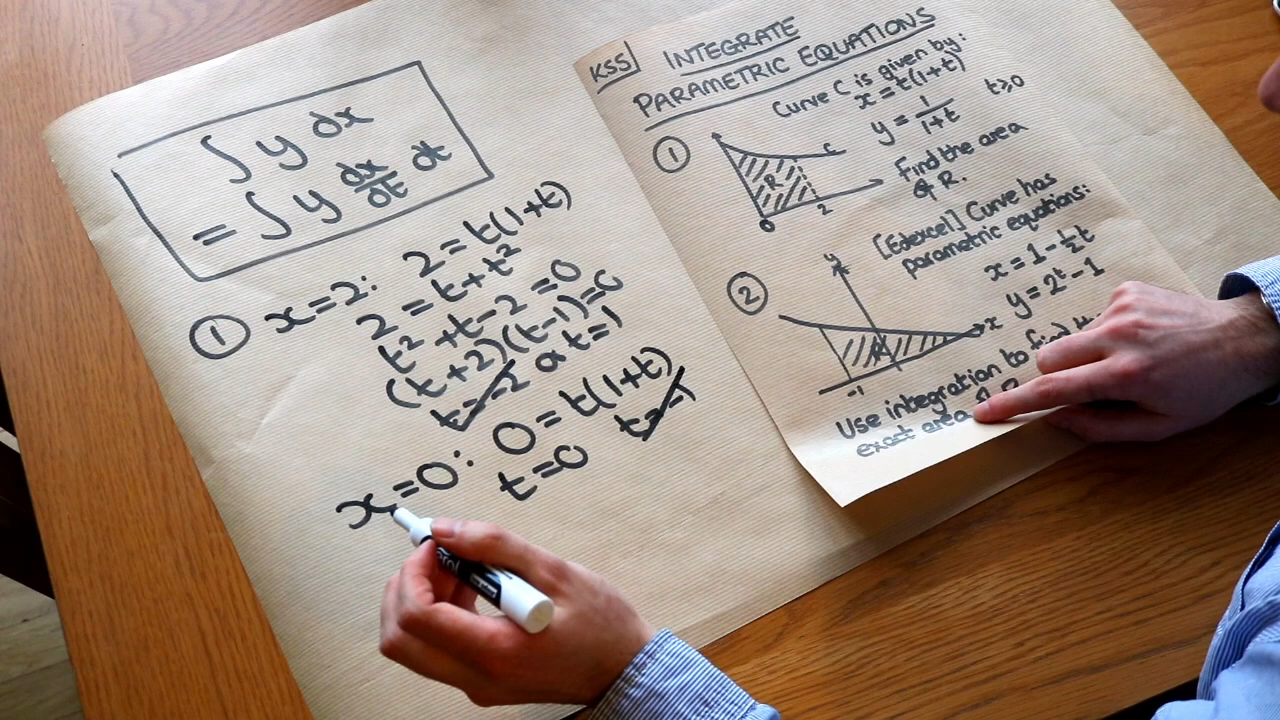 ∫ y dx
= ∫ y dx/dt dt
① x=2: 2 = t(1+t)
2 = t+t²
t²+t-2=0
(t+2)(t-1)=0
t=-2 or t=1
x=0: 0=t(1+t)
t=0 t=-1
KS5 INTEGRATE
PARAMETRIC EQUATIONS
① Curve C is given by:
x=t(1+t)
y = 1/(1+t) t≥0
C
R
0 2
Find the area
of R.
② [Edexcel] Curve has
parametric equations:
x = 1-½t
y = 2ᵗ-1
y
x
R
-1
Use integration to find
exact area